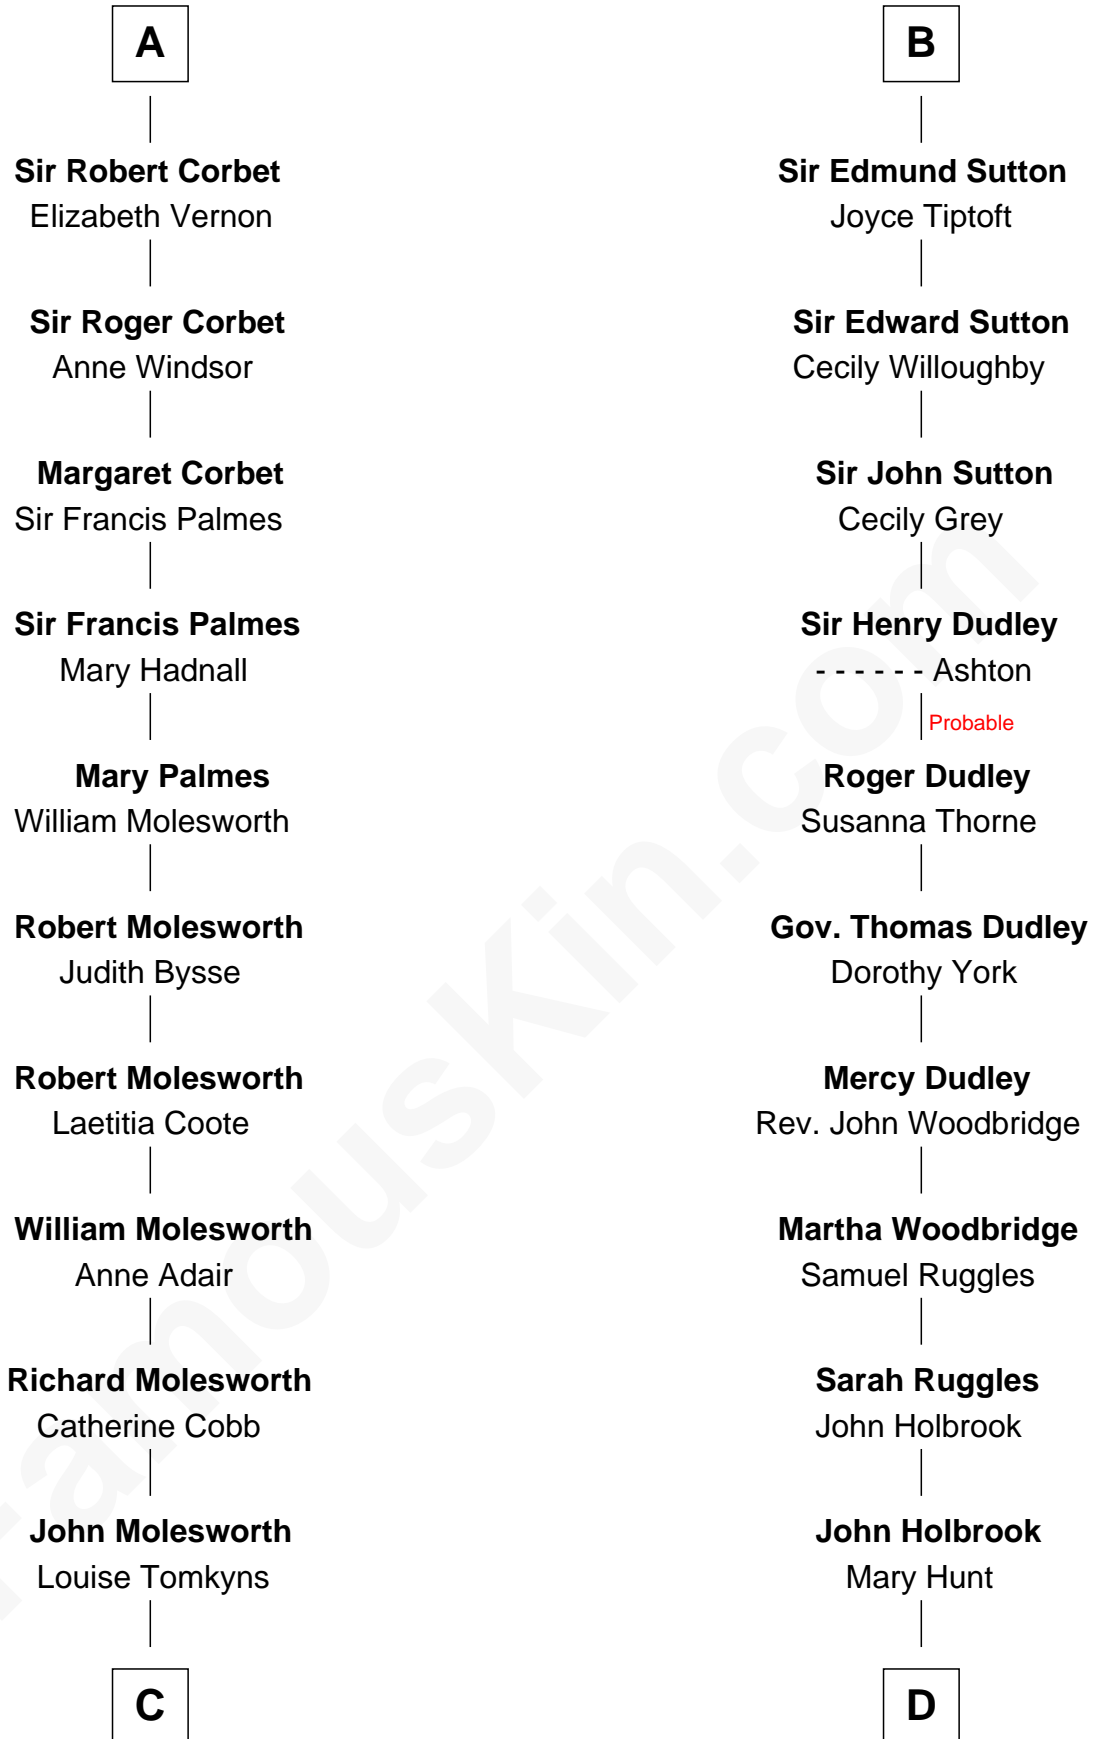 A
Sir Robert Corbet
Elizabeth Vernon
Sir Roger Corbet
Anne Windsor
Margaret Corbet
Sir Francis Palmes
Sir Francis Palmes
Mary Hadnall
Mary Palmes
William Molesworth
Robert Molesworth
Judith Bysse
Robert Molesworth
Laetitia Coote
William Molesworth
Anne Adair
Richard Molesworth
Catherine Cobb
John Molesworth
Louise Tomkyns
C
B
Sir Edmund Sutton
Joyce Tiptoft
Sir Edward Sutton
Cecily Willoughby
Sir John Sutton
Cecily Grey
Sir Henry Dudley
- - - - - - Ashton
Probable
Roger Dudley
Susanna Thorne
Gov. Thomas Dudley
Dorothy York
Mercy Dudley
Rev. John Woodbridge
Martha Woodbridge
Samuel Ruggles
Sarah Ruggles
John Holbrook
John Holbrook
Mary Hunt
D
FamousKin.com